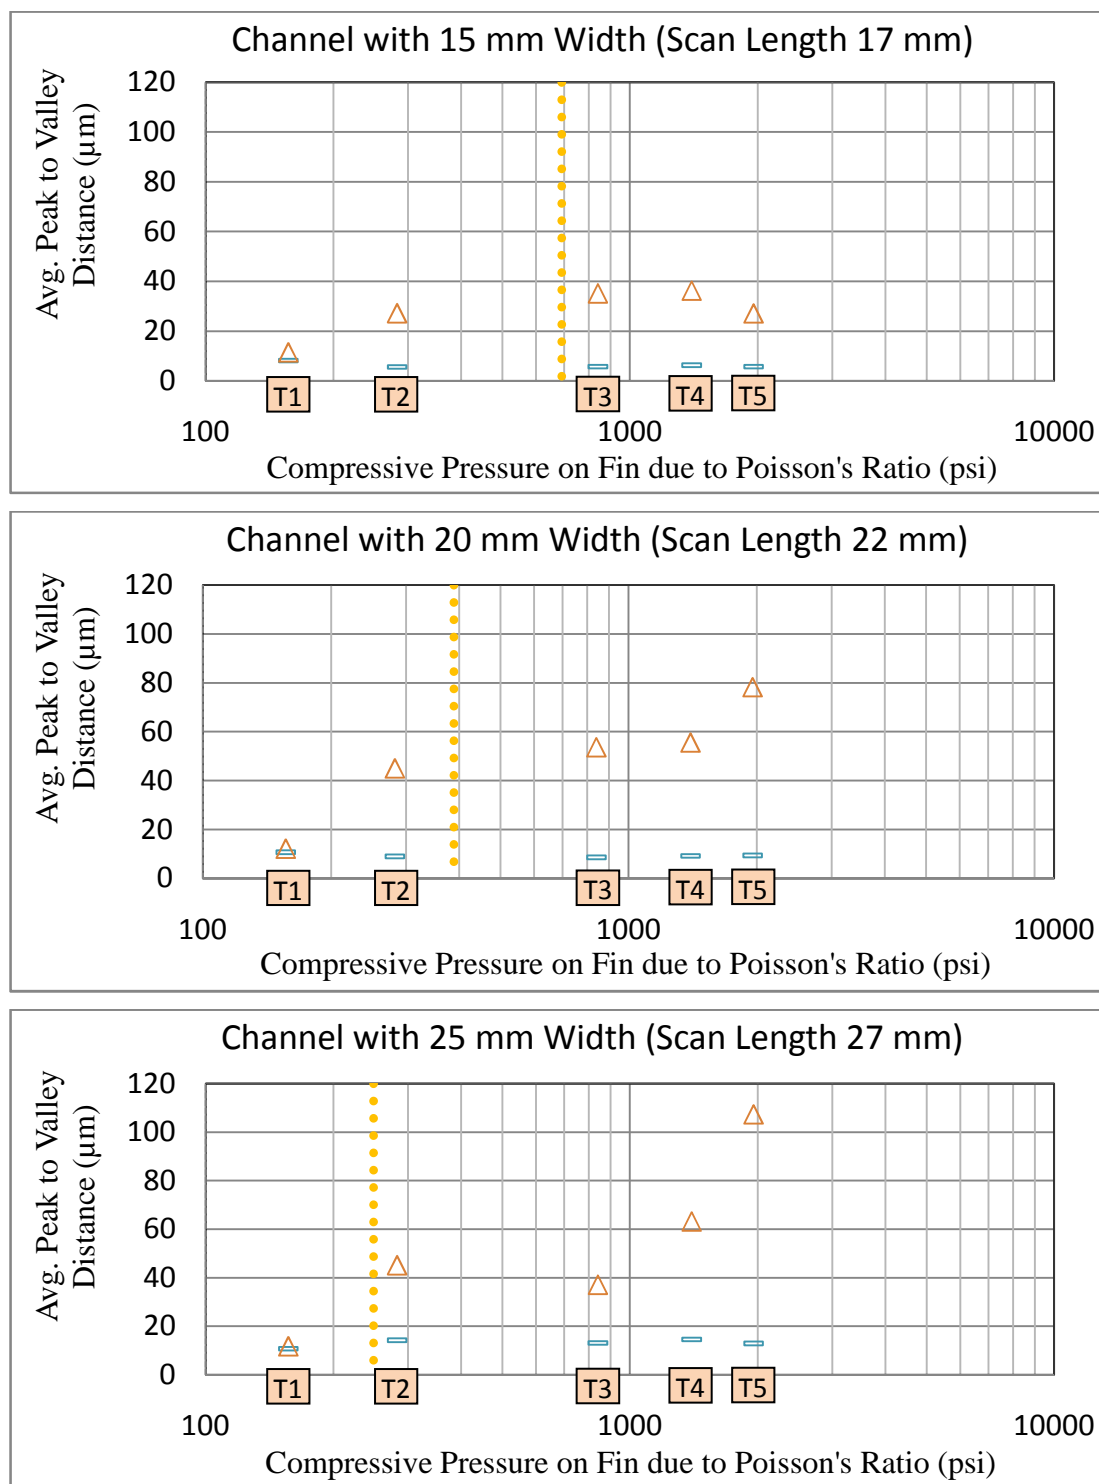 Channel with 15 mm Width (Scan Length 17 mm)
Avg. Peak to Valley
Distance (µm)
120
100
80
60
40
20
0
T1
T2
T3
T4
T5
100
1000
10000
Compressive Pressure on Fin due to Poisson's Ratio (psi)
Channel with 20 mm Width (Scan Length 22 mm)
Avg. Peak to Valley
Distance (µm)
120
100
80
60
40
20
0
T1
T2
T3
T4
T5
100
1000
10000
Compressive Pressure on Fin due to Poisson's Ratio (psi)
Channel with 25 mm Width (Scan Length 27 mm)
Avg. Peak to Valley
Distance (µm)
120
100
80
60
40
20
0
T1
T2
T3
T4
T5
100
1000
10000
Compressive Pressure on Fin due to Poisson's Ratio (psi)